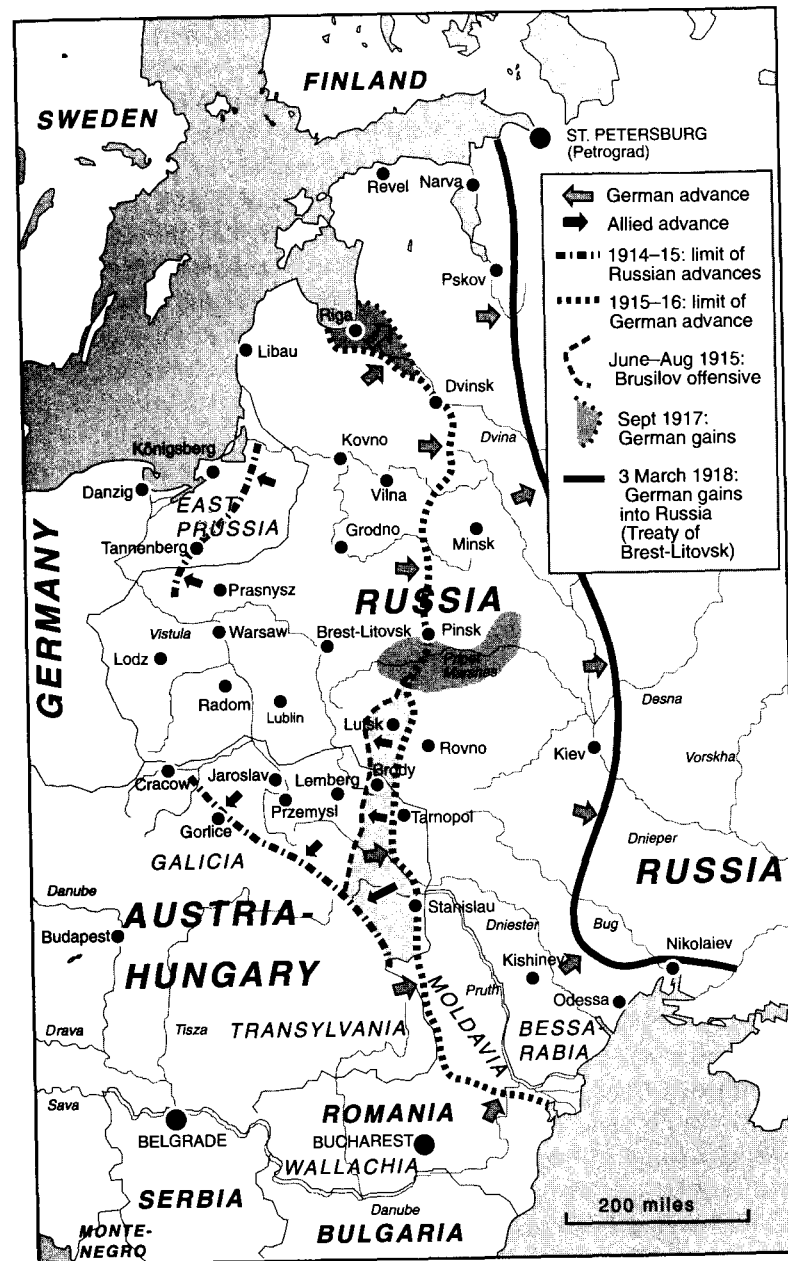 FINLAND
SWEDEN
ST. PETERSBURG
(Petrograd)
Revel
Narva
German advance
Allied advance
1914–15: limit of
Russian advances
1915–16: limit of
German advance
June–Aug 1915:
Brusilov offensive
Sept 1917:
German gains
3 March 1918:
German gains
into Russia
(Treaty of
Brest-Litovsk)
Pskov
Riga
Libau
Dvinsk
Dvina
Kovno
Königsberg
Danzig
Vilna
EAST
PRUSSIA
Grodno
Minsk
Tannenberg
Prasnysz
RUSSIA
GERMANY
Vistula
Warsaw
Brest-Litovsk
Pinsk
Lodz
Pripet
Marshes
Radom
Lublin
Lutsk
Desna
Rovno
Kiev
Vorskha
Cracow
Jaroslav
Lemberg
Brody
Przemysl
Tarnopol
Gorlice
GALICIA
Dnieper
RUSSIA
Danube
AUSTRIA-
HUNGARY
Stanislau
Budapest
Dniester
Bug
Nikolaiev
Kishinev
Pruth
Odessa
MOLDAVIA
BESSA-
RABIA
Drava
Tisza
TRANSYLVANIA
Sava
ROMANIA
BELGRADE
BUCHAREST
WALLACHIA
SERBIA
Danube
BULGARIA
MONTE-
NEGRO
200 miles